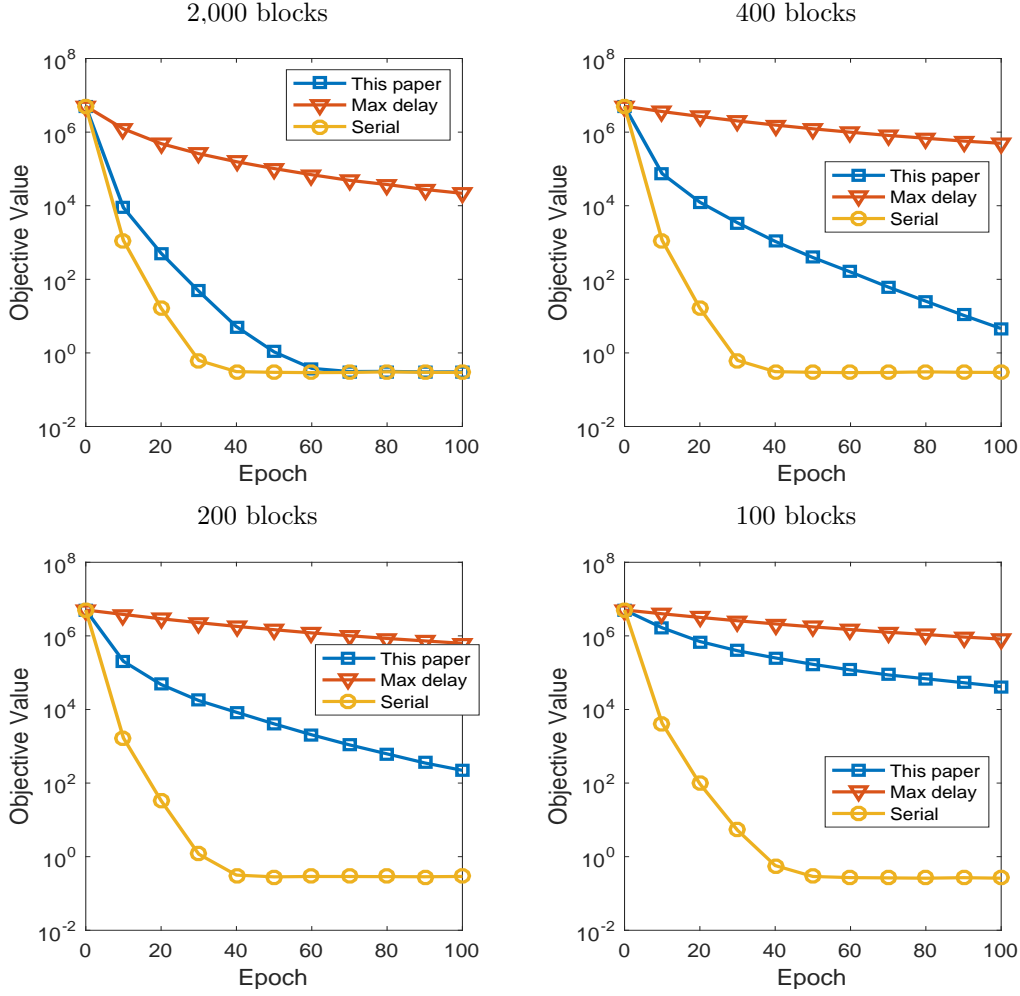 2,000 blocks
10^8
10^6
10^4
10^2
10^0
10^-2
Objective Value
This paper
Max delay
Serial
0 20 40 60 80 100
Epoch
400 blocks
10^8
10^6
10^4
10^2
10^0
10^-2
Objective Value
This paper
Max delay
Serial
0 20 40 60 80 100
Epoch
200 blocks
10^8
10^6
10^4
10^2
10^0
10^-2
Objective Value
This paper
Max delay
Serial
0 20 40 60 80 100
Epoch
100 blocks
10^8
10^6
10^4
10^2
10^0
10^-2
Objective Value
This paper
Max delay
Serial
0 20 40 60 80 100
Epoch